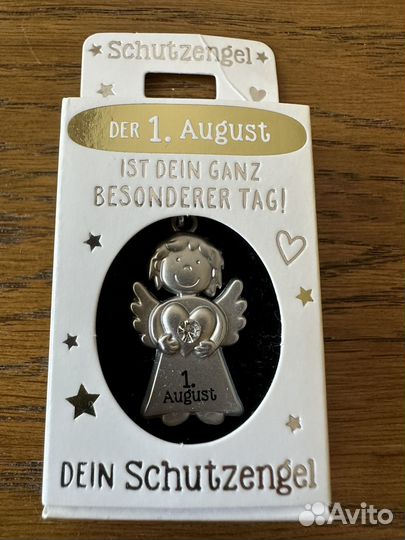 Schutzengel
DER 1. August
IST DEIN GANZ
BESONDERER TAG!
1.
August
DEIN Schutzengel
Avito